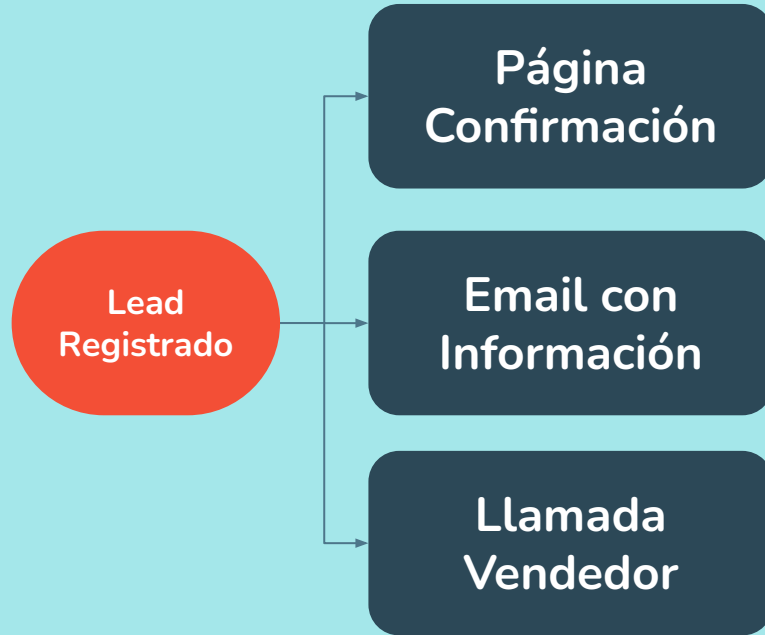 Página
Confirmación
Lead
Registrado
Email con
Información
Llamada
Vendedor